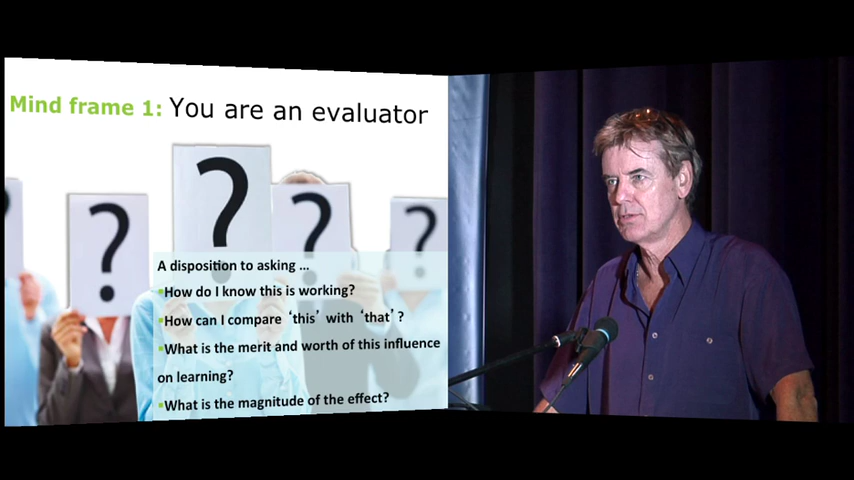 Mind frame 1: You are an evaluator
?
?
?
?
A disposition to asking ...
▪How do I know this is working?
▪How can I compare ‘this’ with ‘that’?
▪What is the merit and worth of this influence
on learning?
▪What is the magnitude of the effect?